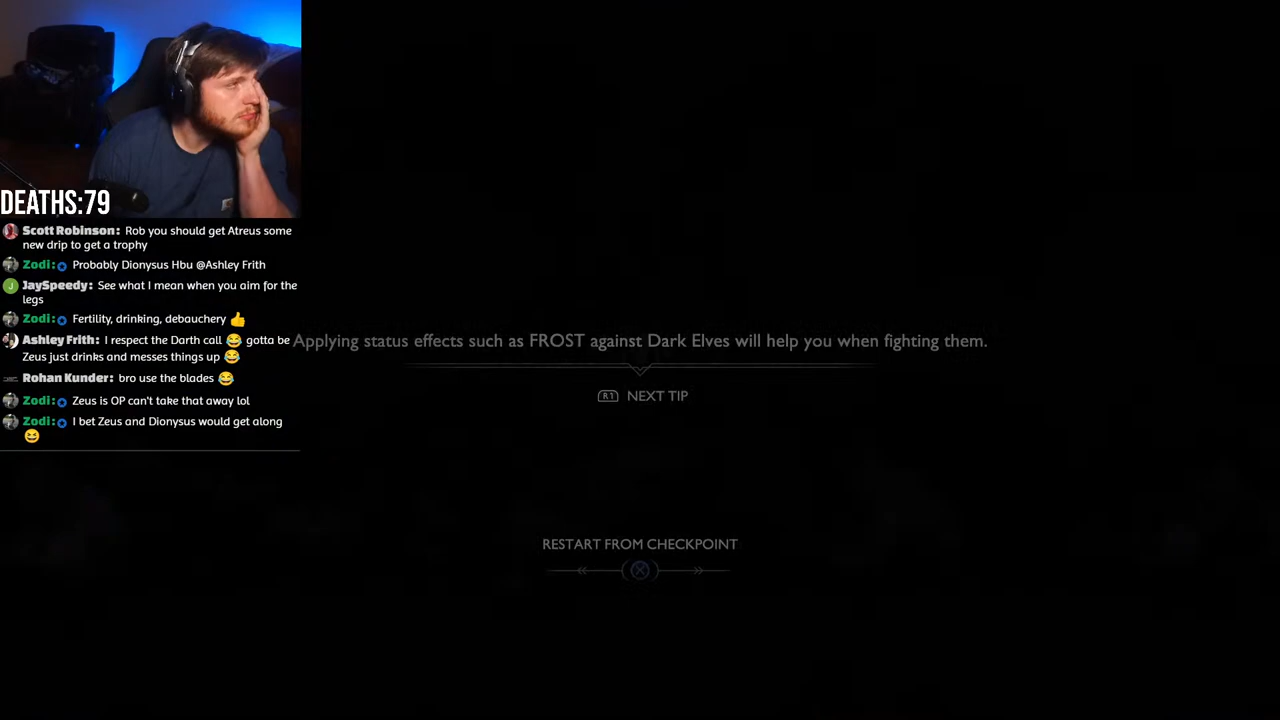 DEATHS:79
Scott Robinson: Rob you should get Atreus some
new drip to get a trophy
Zodi: Probably Dionysus Hbu @Ashley Frith
J JaySpeedy: See what I mean when you aim for the
legs
Zodi: Fertility, drinking, debauchery 👍
Ashley Frith: I respect the Darth call 😂 gotta be
Zeus just drinks and messes things up 😂
Rohan Kunder: bro use the blades 😂
Zodi: Zeus is OP can't take that away lol
Zodi: I bet Zeus and Dionysus would get along
😆
Applying status effects such as FROST against Dark Elves will help you when fighting them.
R1 NEXT TIP
RESTART FROM CHECKPOINT